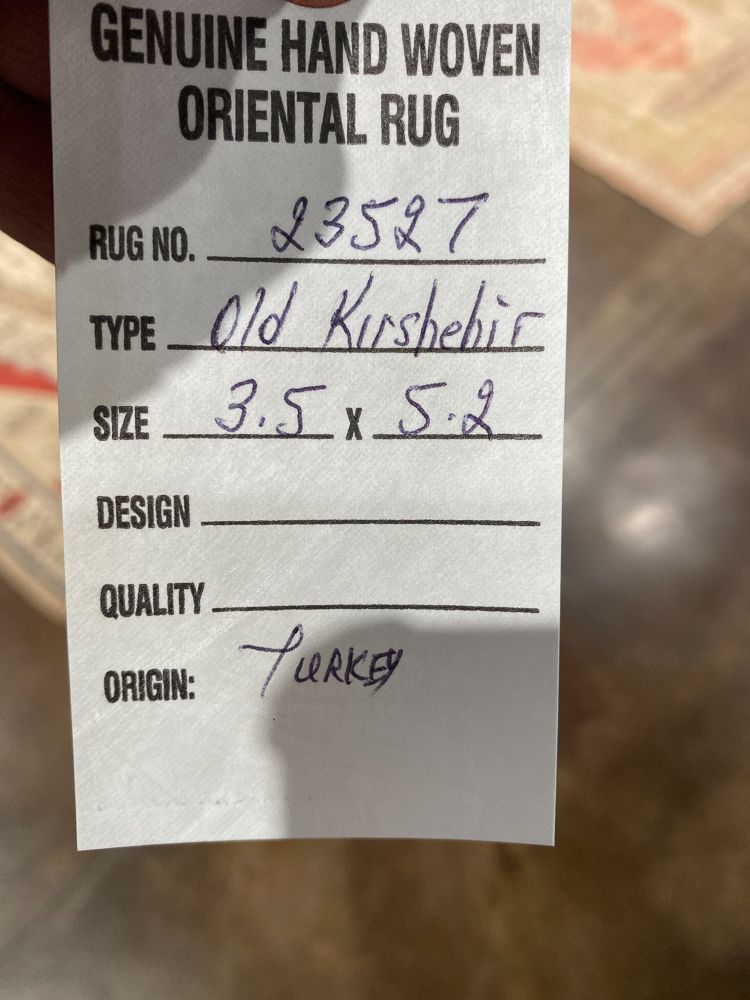 GENUINE HAND WOVEN
ORIENTAL RUG
RUG NO. 23527
TYPE Old Kırshehir
SIZE 3.5 X 5.2
DESIGN
QUALITY
ORIGIN: TURKEY